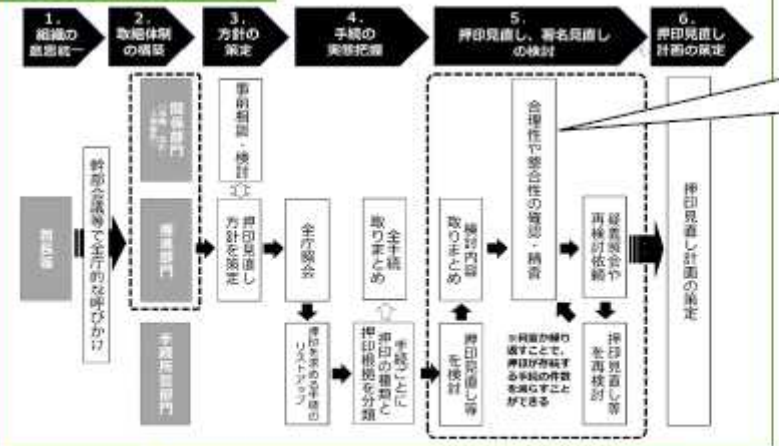 1.
組織の
意思統一
2.
取組体制
の構築
3.
方針の
策定
4.
手続の
実態把握
5.
押印見直し、署名見直し
の検討
6.
押印見直し
計画の策定
幹部会議等で全庁的な呼びかけ
関係部門
推進部門
手続所管部門
事前相談・検討
押印見直し
方針を策定
全庁照会
押印を求める手続の
リストアップ
全手続
取りまとめ
手続ごとに
押印の種類と
押印根拠を分類
検討内容
取りまとめ
押印見直し等
を検討
合理性や整合性の確認・精査
疑義照会や
再検討依頼
押印見直し等
を再検討
※何度か繰り
返すことで、
押印が存続す
る手続の件数
を減らすこと
ができる
押印見直し計画の策定